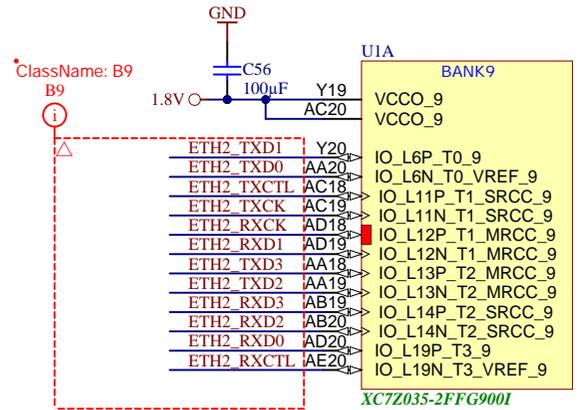 GND
C56
100µF
U1A
BANK9
ClassName: B9
B9
i
1.8V
Y19 VCCO_9
AC20 VCCO_9
ETH2_TXD1 Y20 IO_L6P_T0_9
ETH2_TXD0 AA20 IO_L6N_T0_VREF_9
ETH2_TXCTL AC18 IO_L11P_T1_SRCC_9
ETH2_TXCK AC19 IO_L11N_T1_SRCC_9
ETH2_RXCK AD18 IO_L12P_T1_MRCC_9
ETH2_RXD1 AD19 IO_L12N_T1_MRCC_9
ETH2_TXD3 AA18 IO_L13P_T2_MRCC_9
ETH2_TXD2 AA19 IO_L13N_T2_MRCC_9
ETH2_RXD3 AB19 IO_L14P_T2_SRCC_9
ETH2_RXD2 AB20 IO_L14N_T2_SRCC_9
ETH2_RXD0 AD20 IO_L19P_T3_9
ETH2_RXCTL AE20 IO_L19N_T3_VREF_9
XC7Z035-2FFG900I